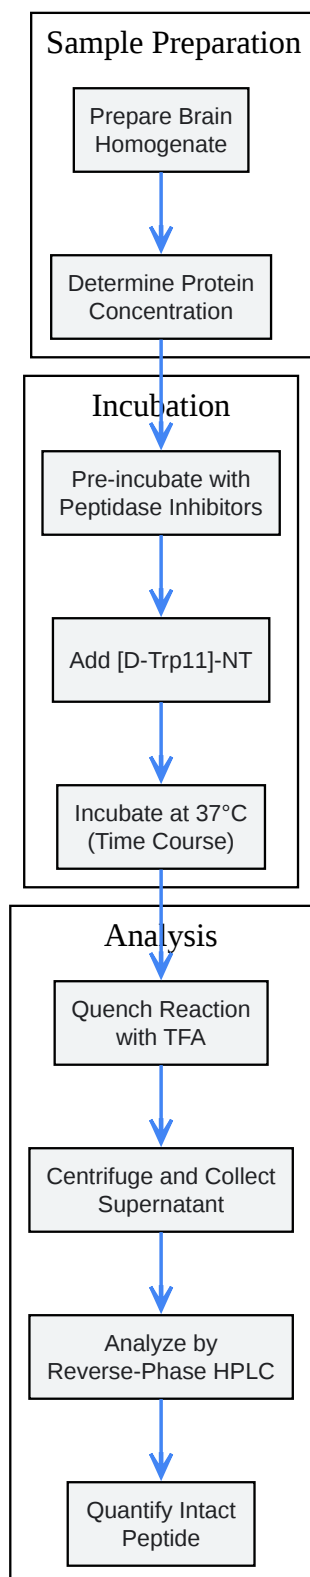 Sample Preparation
Prepare Brain
Homogenate
Determine Protein
Concentration
Incubation
Pre-incubate with
Peptidase Inhibitors
Add [D-Trp11]-NT
Incubate at 37°C
(Time Course)
Analysis
Quench Reaction
with TFA
Centrifuge and Collect
Supernatant
Analyze by
Reverse-Phase HPLC
Quantify Intact
Peptide